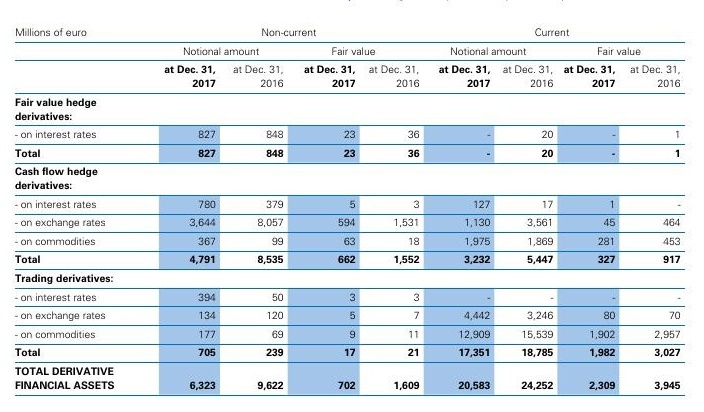 Millions of euro Non-current Current
Notional amount Fair value Notional amount Fair value
at Dec. 31, at Dec. 31, at Dec. 31, at Dec. 31, at Dec. 31, at Dec. 31, at Dec. 31, at Dec. 31,
2017 2016 2017 2016 2017 2016 2017 2016
Fair value hedge
derivatives:
- on interest rates 827 848 23 36 - 20 - 1
Total 827 848 23 36 - 20 - 1
Cash flow hedge
derivatives:
- on interest rates 780 379 5 3 127 17 1 -
- on exchange rates 3,644 8,057 594 1,531 1,130 3,561 45 464
- on commodities 367 99 63 18 1,975 1,869 281 453
Total 4,791 8,535 662 1,552 3,232 5,447 327 917
Trading derivatives:
- on interest rates 394 50 3 3 - - - -
- on exchange rates 134 120 5 7 4,442 3,246 80 70
- on commodities 177 69 9 11 12,909 15,539 1,902 2,957
Total 705 239 17 21 17,351 18,785 1,982 3,027
TOTAL DERIVATIVE
FINANCIAL ASSETS 6,323 9,622 702 1,609 20,583 24,252 2,309 3,945